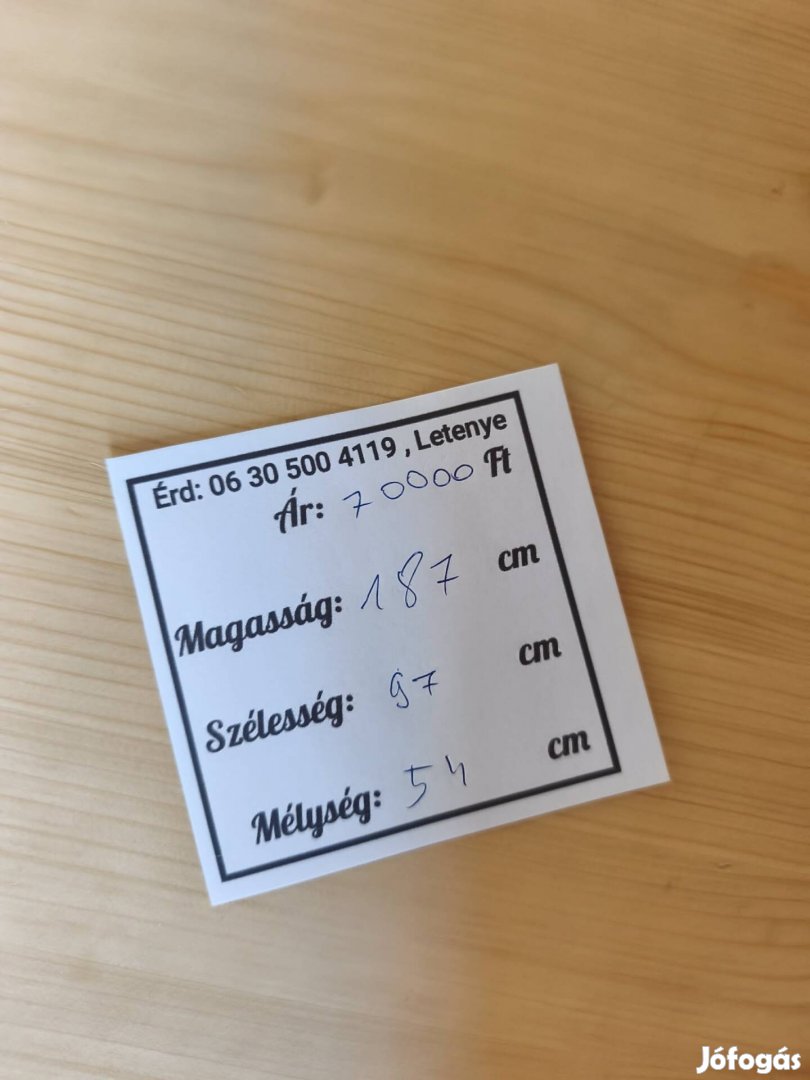 Érd: 06 30 500 4119 , Letenye
Ár: 70000 Ft
Magasság: 187 cm
Szélesség: 97 cm
Mélység: 54 cm
Jófogás